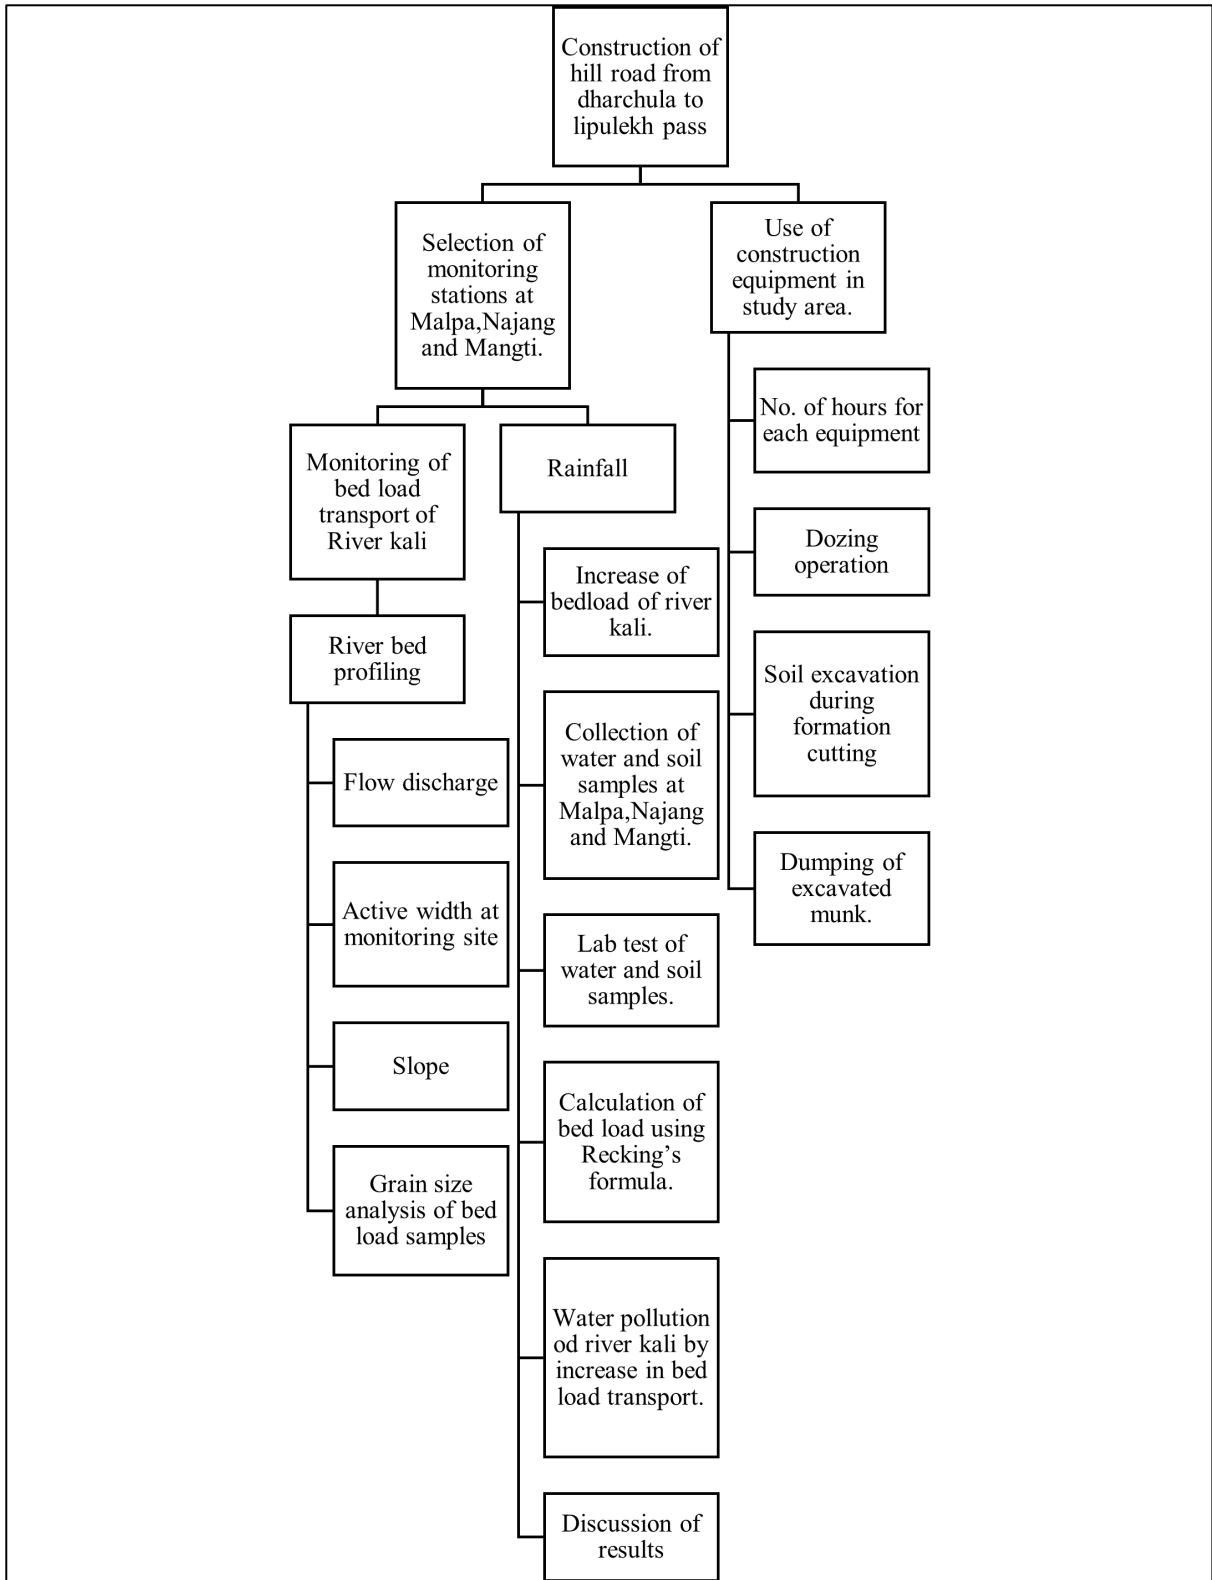 Construction of
hill road from
dharchula to
lipulekh pass
Selection of
monitoring
stations at
Malpa,Najang
and Mangti.
Use of
construction
equipment in
study area.
Monitoring of
bed load
transport of
River kali
River bed
profiling
Flow discharge
Active width at
monitoring site
Slope
Grain size
analysis of bed
load samples
Rainfall
Increase of
bedload of river
kali.
Collection of
water and soil
samples at
Malpa,Najang
and Mangti.
Lab test of
water and soil
samples.
Calculation of
bed load using
Recking’s
formula.
Water pollution
od river kali by
increase in bed
load transport.
Discussion of
results
No. of hours for
each equipment
Dozing
operation
Soil excavation
during
formation
cutting
Dumping of
excavated
munk.